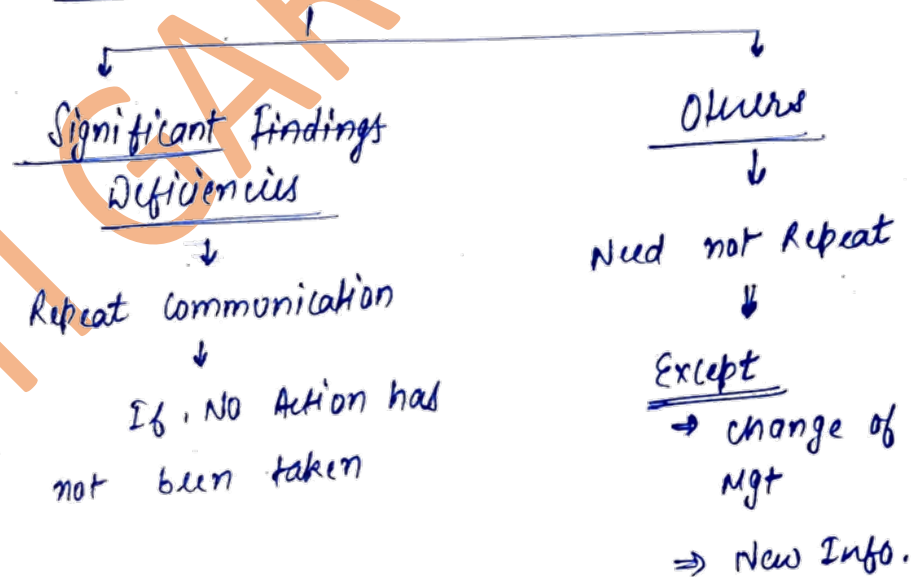 Significant Findings
Deficiencies
Repeat Communication
If, No Action has
not been taken
Others
Need not Repeat
Except
→ change of
Mgt
⇒ New Info.